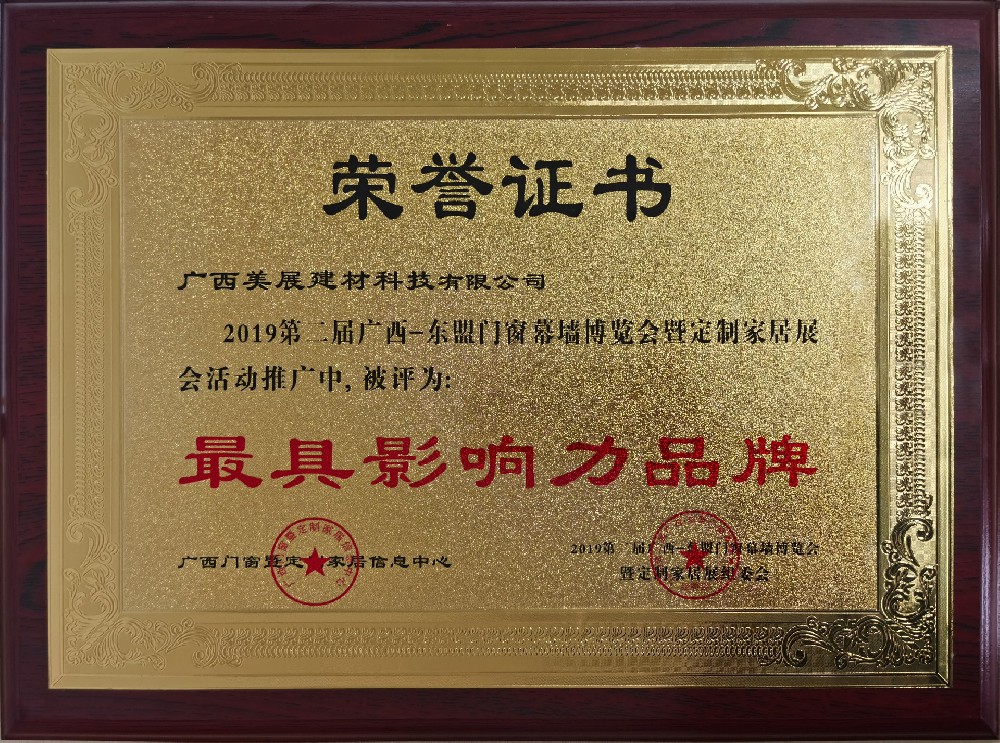 荣誉证书
广西美展建材科技有限公司
2019第二届广西-东盟门窗幕墙博览会暨定制家居展
会活动推广中,被评为:
最具影响力品牌
广西门窗暨定制家居信息中心
2019第二届广西-东盟门窗幕墙博览会
暨定制家居展组委会